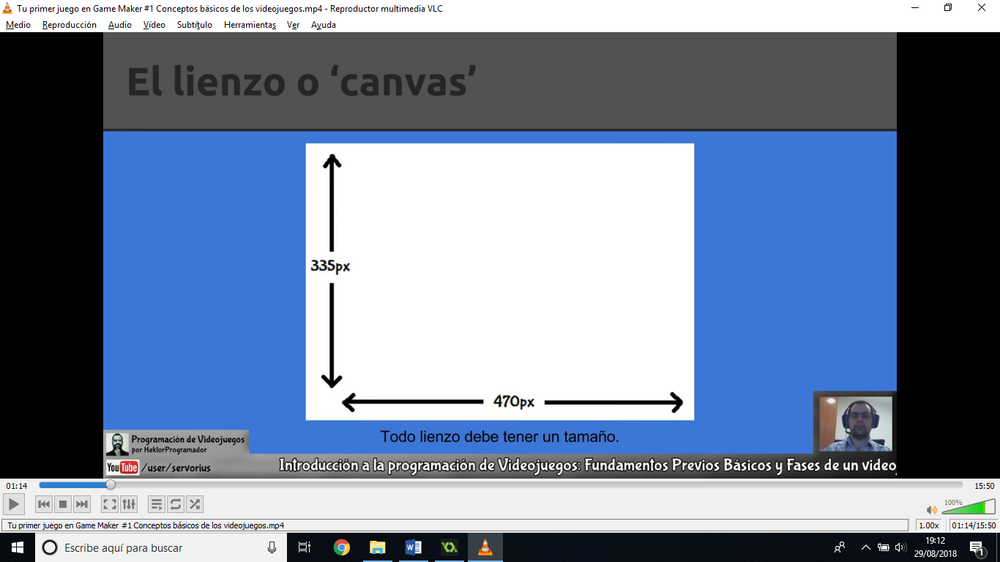 Tu primer juego en Game Maker #1 Conceptos básicos de los videojuegos.mp4 - Reproductor multimedia VLC
Medio Reproducción Audio Vídeo Subtítulo Herramientas Ver Ayuda
El lienzo o ‘canvas’
335px
470px
Todo lienzo debe tener un tamaño.
Programación de Videojuegos
por HektorProgramador
YouTube /user/servorius
Introducción a la programación de Videojuegos: Fundamentos Previos Básicos y Fases de un video
01:14 15:50
100%
Tu primer juego en Game Maker #1 Conceptos básicos de los videojuegos.mp4 1.00x 01:14/15:50
Escribe aquí para buscar
19:12
29/08/2018
1